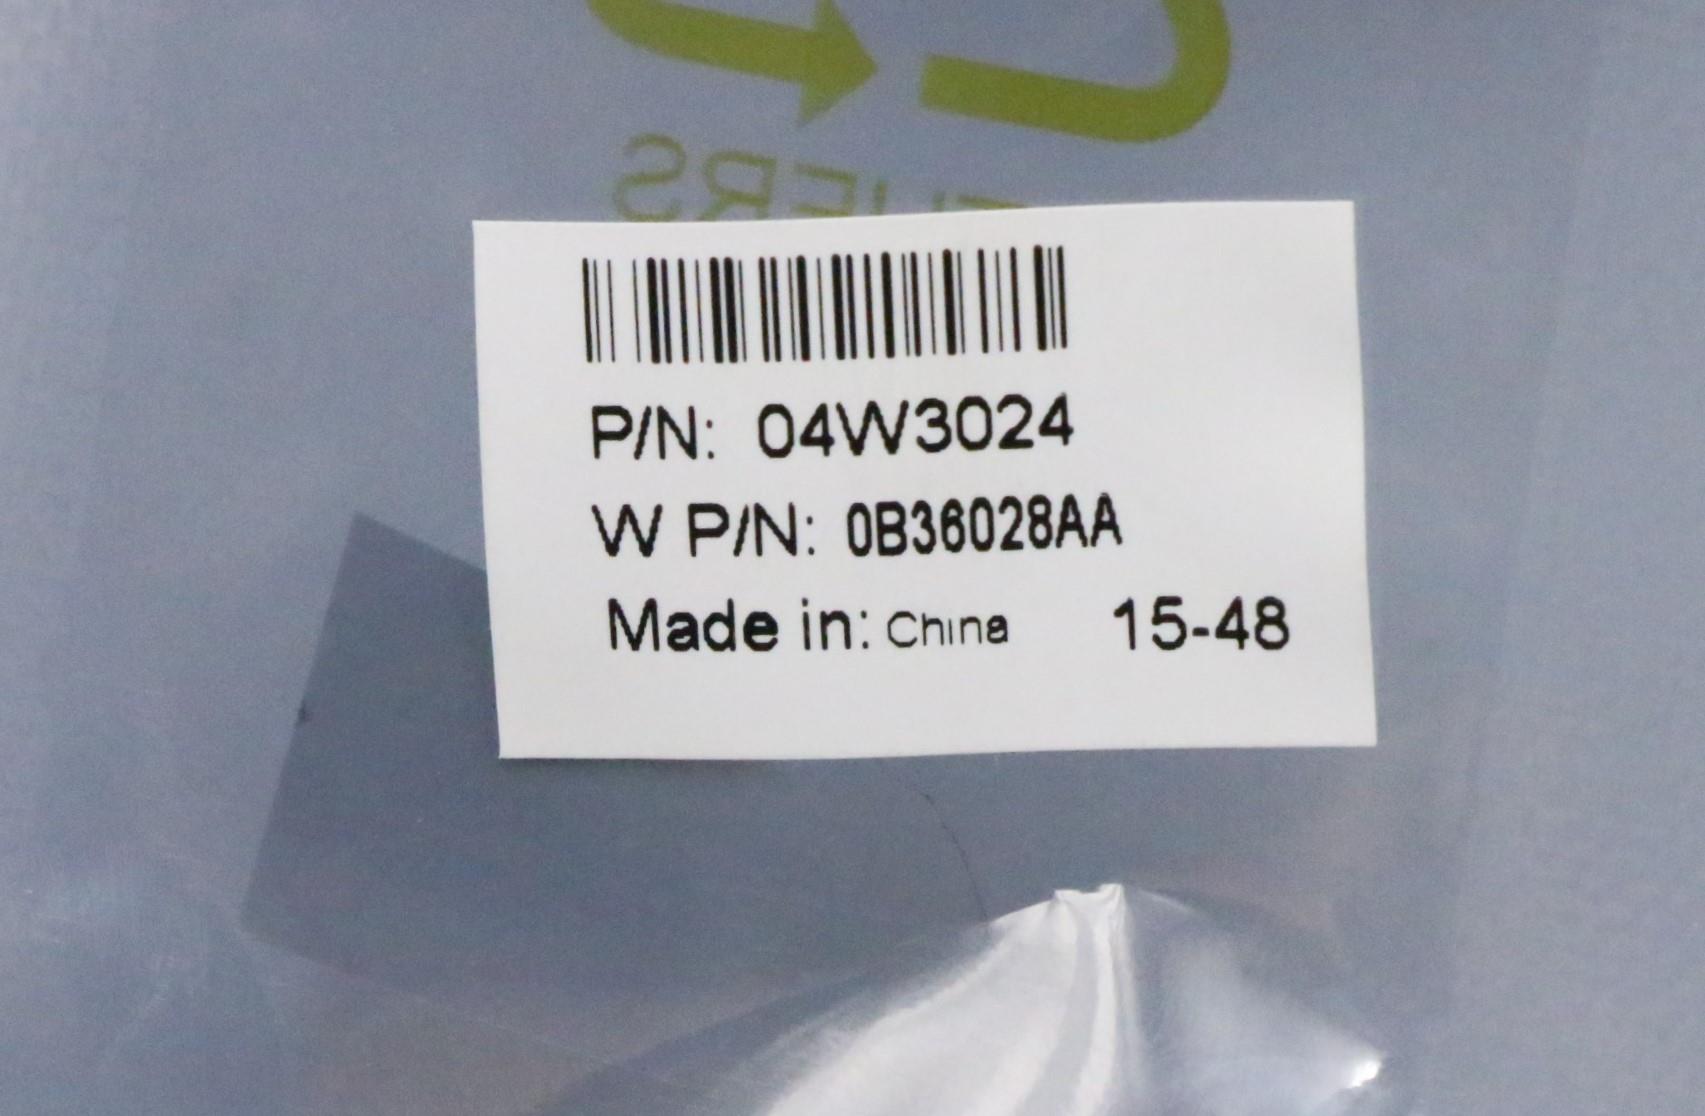 P/N: 04W3024
W P/N: 0B36028AA
Made in: China 15-48